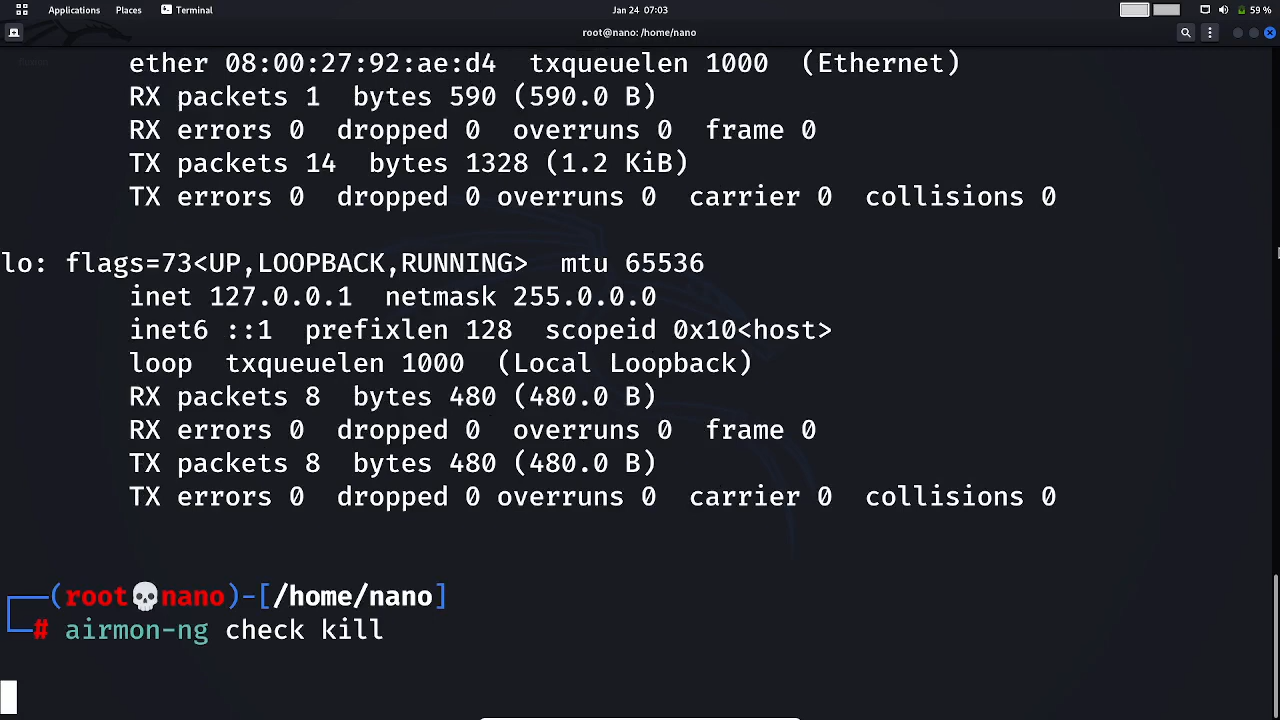 Applications Places Terminal Jan 24 07:03 59 %
root@nano: /home/nano
ether 08:00:27:92:ae:d4 txqueuelen 1000 (Ethernet)
RX packets 1 bytes 590 (590.0 B)
RX errors 0 dropped 0 overruns 0 frame 0
TX packets 14 bytes 1328 (1.2 KiB)
TX errors 0 dropped 0 overruns 0 carrier 0 collisions 0
lo: flags=73<UP,LOOPBACK,RUNNING> mtu 65536
inet 127.0.0.1 netmask 255.0.0.0
inet6 ::1 prefixlen 128 scopeid 0x10<host>
loop txqueuelen 1000 (Local Loopback)
RX packets 8 bytes 480 (480.0 B)
RX errors 0 dropped 0 overruns 0 frame 0
TX packets 8 bytes 480 (480.0 B)
TX errors 0 dropped 0 overruns 0 carrier 0 collisions 0
┌──(root💀nano)-[/home/nano]
└─# airmon-ng check kill